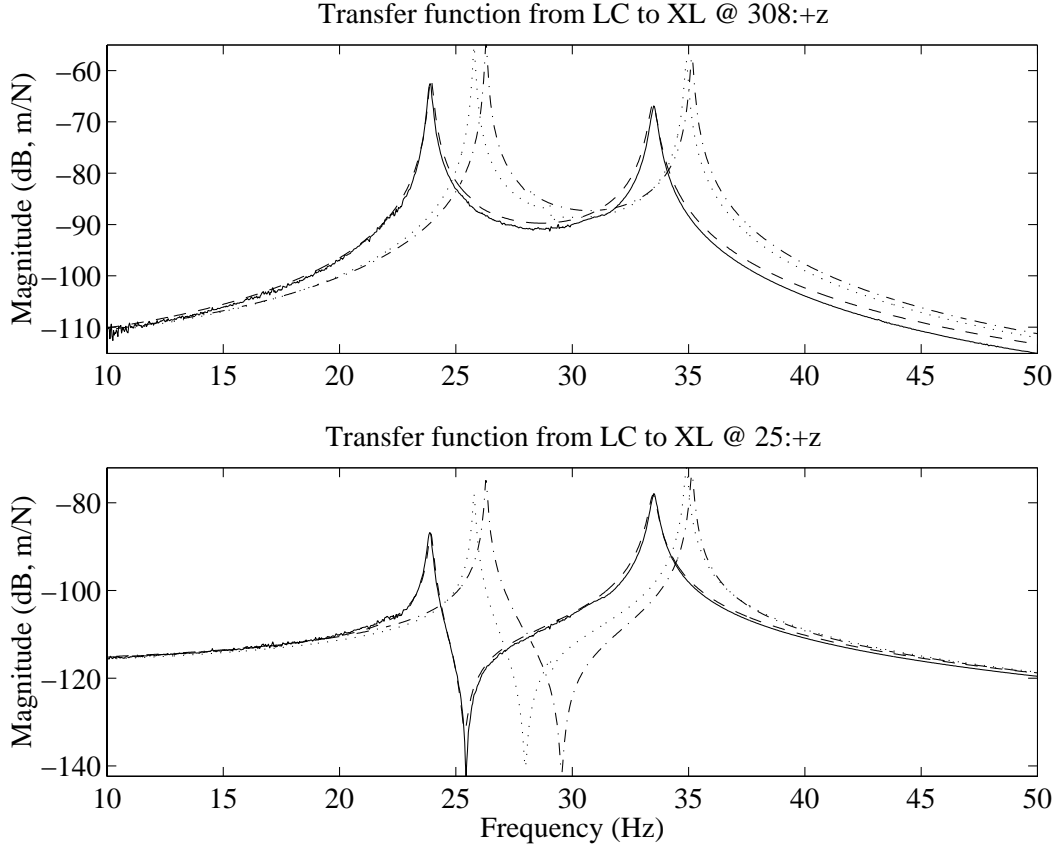 Transfer function from LC to XL @ 308:+z
Magnitude (dB, m/N)
−60
−70
−80
−90
−100
−110
10 15 20 25 30 35 40 45 50
Transfer function from LC to XL @ 25:+z
Magnitude (dB, m/N)
−80
−100
−120
−140
10 15 20 25 30 35 40 45 50
Frequency (Hz)